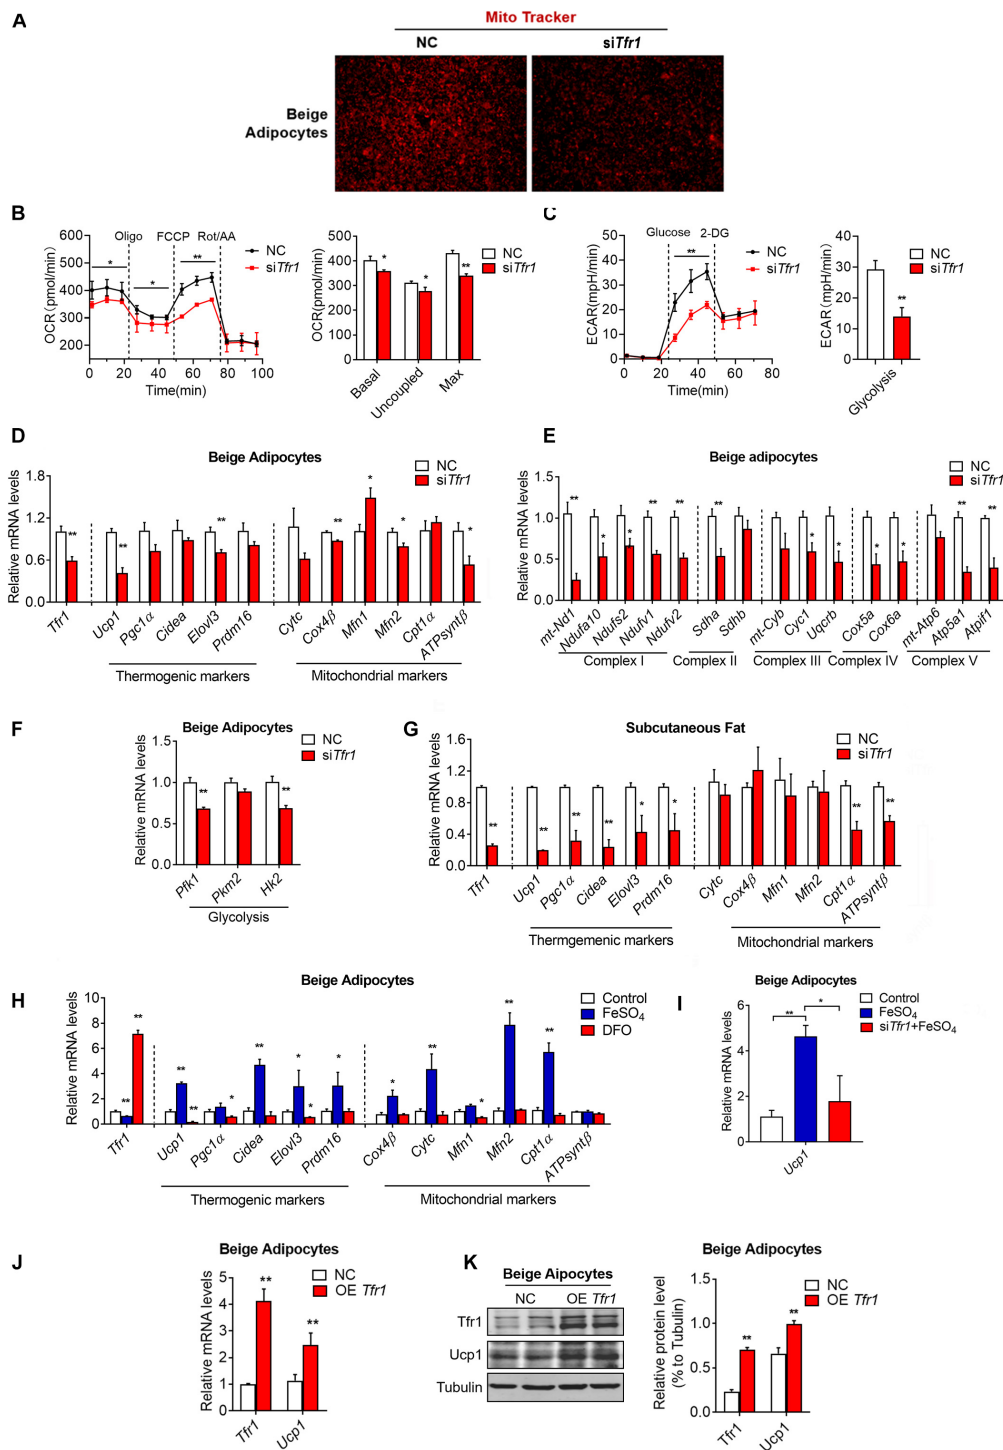 A
Mito Tracker
NC
siTfr1
Beige
Adipocytes
B
OCR(pmol/min)
600
500
400
300
200
Oligo FCCP Rot/AA
*
*
**
0 20 40 60 80 100
Time(min)
NC
siTfr1
OCR(pmol/min)
500
400
300
200
100
0
*
*
**
Basal
Uncoupled
Max
NC
siTfr1
C
ECAR(mpH/min)
60
40
20
0
Glucose 2-DG
**
0 20 40 60 80
Time(min)
NC
siTfr1
ECAR(mpH/min)
40
30
20
10
0
**
Glycolysis
NC
siTfr1
D
Beige Adipocytes
NC
siTfr1
Relative mRNA levels
1.8
1.2
0.6
0.0
** ** ** ** * * *
Tfr1 Ucp1 Pgc1α Cidea Elovl3 Prdm16 Cytc Cox4β Mfn1 Mfn2 Cpt1α ATPsyntβ
Thermogenic markers Mitochondrial markers
E
Beige adipocytes
NC
siTfr1
Relative mRNA levels
1.5
1.0
0.5
0.0
** * * ** ** ** * * * * ** **
mt-Nd1 Ndufa10 Ndufs2 Ndufv1 Ndufv2 Sdha Sdhb mt-Cyb Cyc1 Uqcrb Cox5a Cox6a mt-Atp6 Atp5a1 Atpif1
Complex I Complex II Complex III Complex IV Complex V
F
Beige Adipocytes
NC
siTfr1
Relative mRNA levels
1.5
1.0
0.5
0.0
** **
Pfk1 Pkm2 Hk2
Glycolysis
G
Subcutaneous Fat
NC
siTfr1
Relative mRNA levels
1.6
1.2
0.8
0.4
0.0
** ** ** ** * * ** **
Tfr1 Ucp1 Pgc1α Cidea Elovl3 Prdm16 Cytc Cox4β Mfn1 Mfn2 Cpt1α ATPsyntβ
Thermgemenic markers Mitochondrial markers
H
Beige Adipocytes
Control
FeSO4
DFO
Relative mRNA levels
10
8
6
4
2
0
** ** ** ** * ** * * * * ** * ** **
Tfr1 Ucp1 Pgc1α Cidea Elovl3 Prdm16 Cox4β Cytc Mfn1 Mfn2 Cpt1α ATPsyntβ
Thermogenic markers Mitochondrial markers
I
Beige Adipocytes
Control
FeSO4
siTfr1+FeSO4
Relative mRNA levels
6
4
2
0
** *
Ucp1
J
Beige Adipocytes
NC
OE Tfr1
Relative mRNA levels
5
4
3
2
1
0
** **
Tfr1 Ucp1
K
Beige Aipocytes
NC OE Tfr1
Tfr1
Ucp1
Tubulin
Beige Adipocytes
NC
OE Tfr1
Relative protein level
(% to Tubulin)
1.5
1.0
0.5
0.0
** **
Tfr1 Ucp1